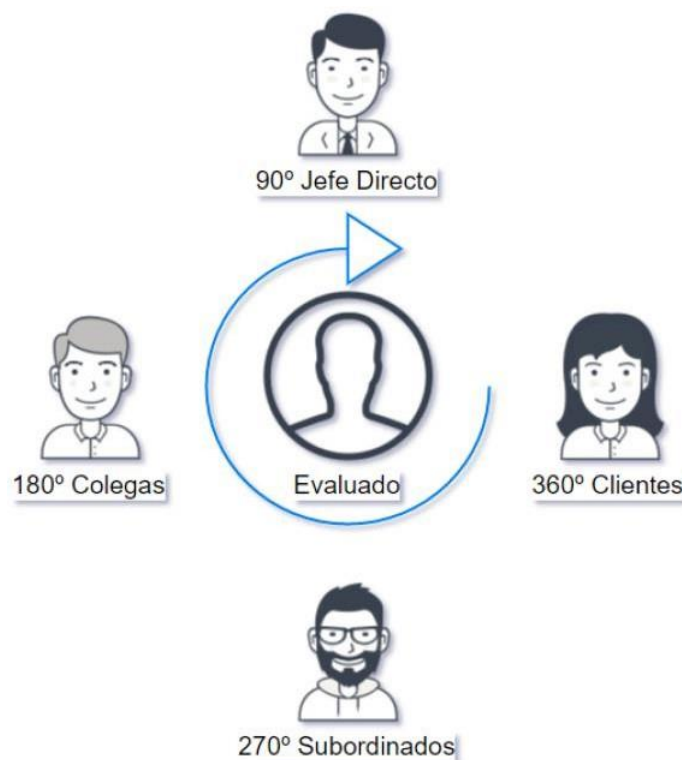 90º Jefe Directo
180º Colegas
Evaluado
360º Clientes
270º Subordinados